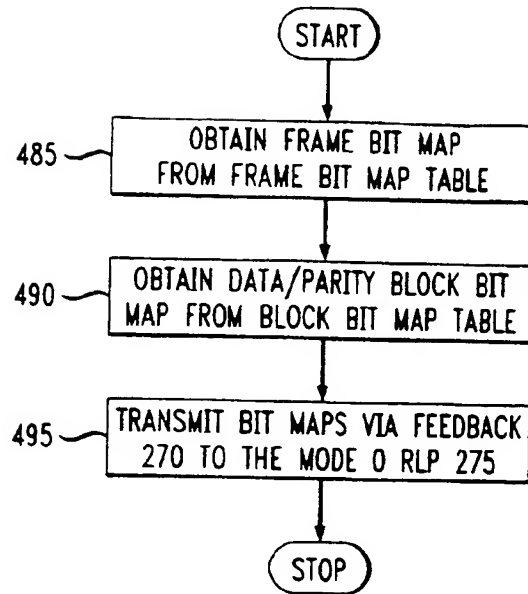 START
485
OBTAIN FRAME BIT MAP
FROM FRAME BIT MAP TABLE
490
OBTAIN DATA/PARITY BLOCK BIT
MAP FROM BLOCK BIT MAP TABLE
495
TRANSMIT BIT MAPS VIA FEEDBACK
270 TO THE MODE 0 RLP 275
STOP